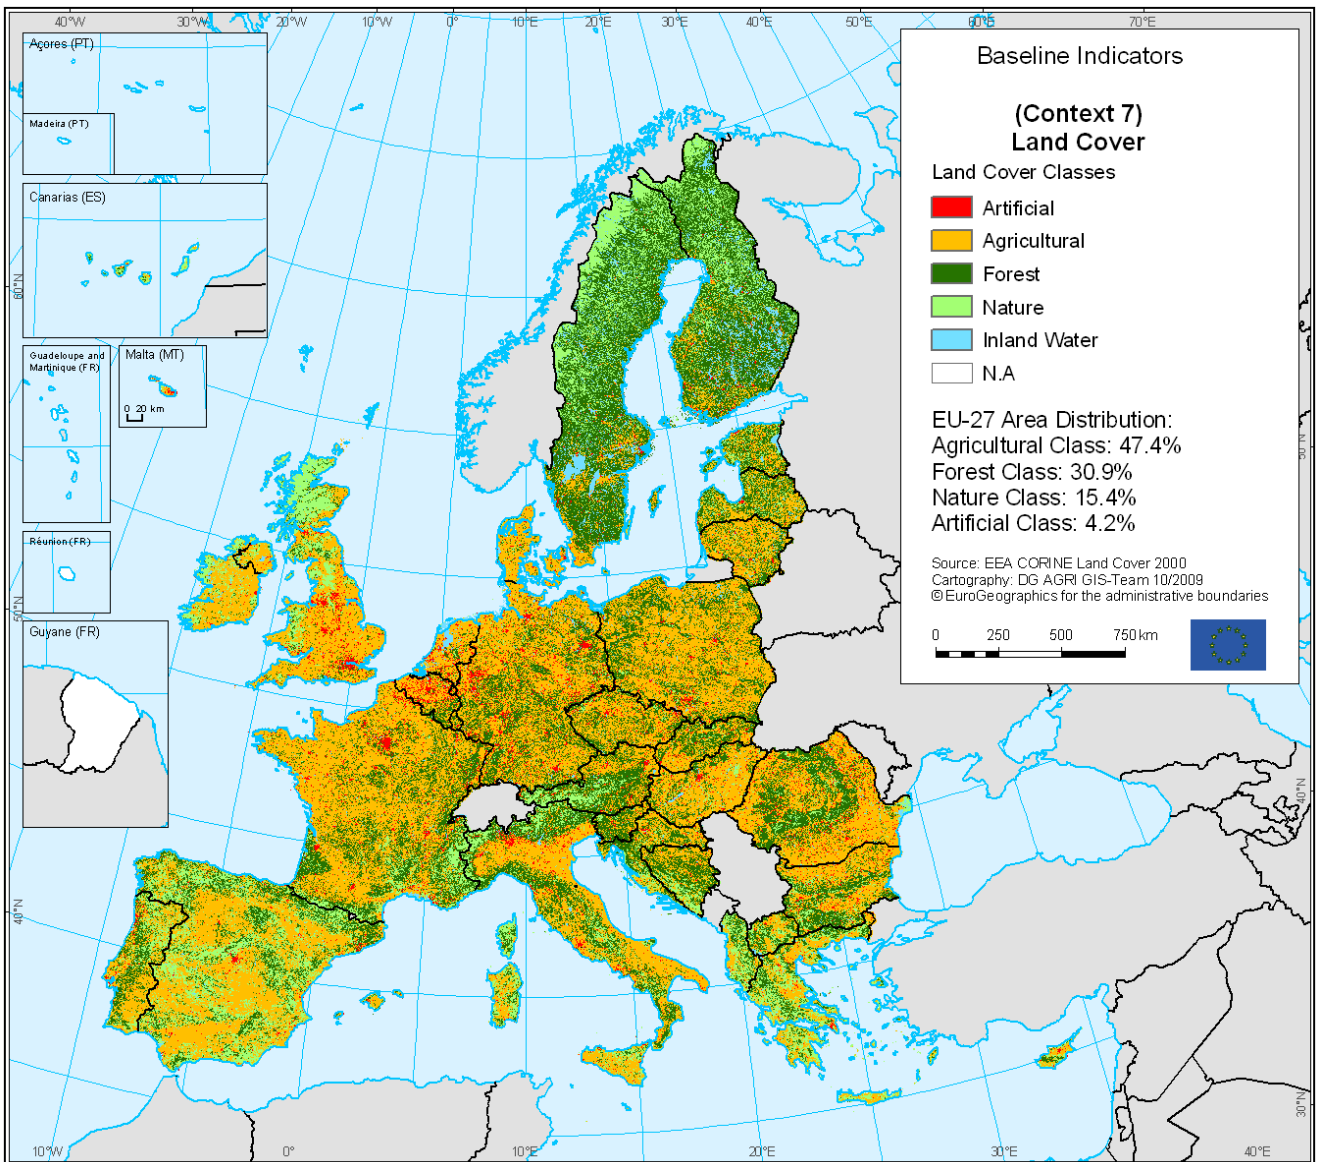 40°W 30°W 20°W 10°W 0° 10°E 20°E 30°E 40°E 50°E 60°E 70°E
Açores (PT)
Madeira (PT)
Canarias (ES)
Guadeloupe and
Martinique (FR)
Malta (MT)
0 20 km
Réunion (FR)
Guyane (FR)
60°N
50°N
40°N
Baseline Indicators
(Context 7)
Land Cover
Land Cover Classes
Artificial
Agricultural
Forest
Nature
Inland Water
N.A
EU-27 Area Distribution:
Agricultural Class: 47.4%
Forest Class: 30.9%
Nature Class: 15.4%
Artificial Class: 4.2%
Source: EEA CORINE Land Cover 2000
Cartography: DG AGRI GIS-Team 10/2009
© EuroGeographics for the administrative boundaries
0 250 500 750 km
40°N
30°N
10°W 0° 10°E 20°E 30°E 40°E